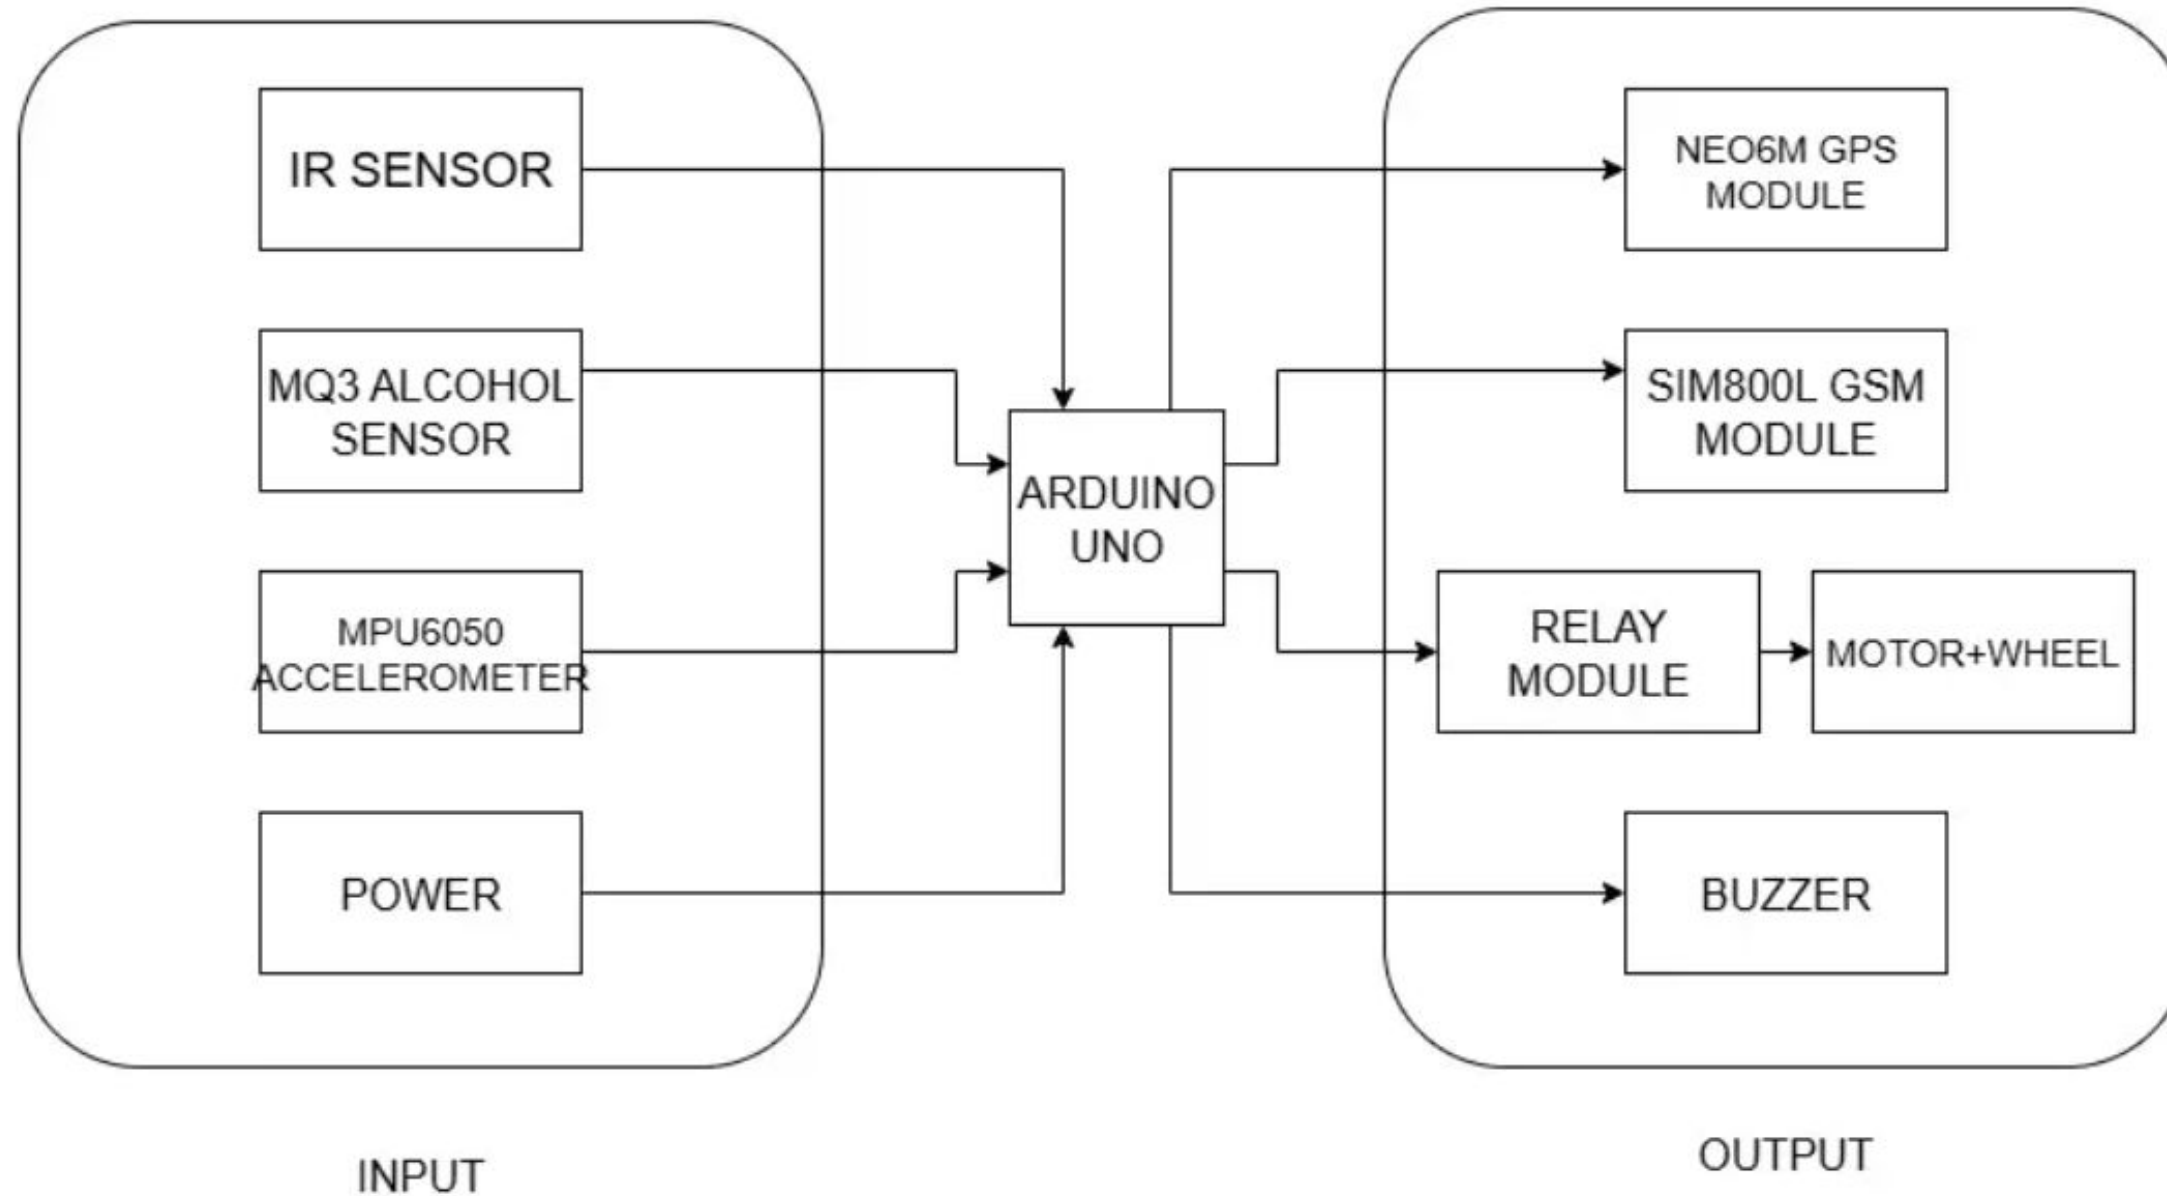 IR SENSOR
MQ3 ALCOHOL
SENSOR
MPU6050
ACCELEROMETER
POWER
INPUT
ARDUINO
UNO
NEO6M GPS
MODULE
SIM800L GSM
MODULE
RELAY
MODULE
MOTOR+WHEEL
BUZZER
OUTPUT